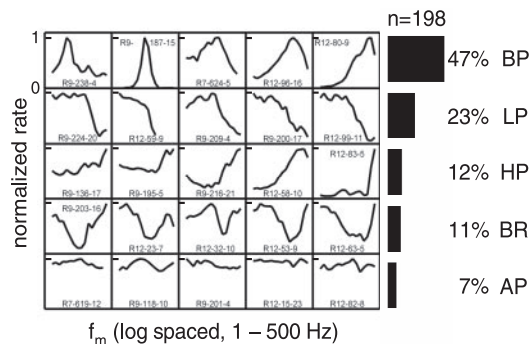 n=198
1
0
R9-238-4
R9- 187-15
R7-624-5
R12-96-16
R12-80-9
47% BP
R9-224-20
R12-59-9
R9-209-4
R9-200-17
R12-99-11
23% LP
R9-136-17
R9-195-5
R9-216-21
R12-58-10
R12-83-5
12% HP
R9-203-16
R12-23-7
R12-32-10
R12-53-9
R12-63-5
11% BR
R7-619-12
R9-118-10
R9-201-4
R12-15-23
R12-82-8
7% AP
normalized rate
fm (log spaced, 1 – 500 Hz)